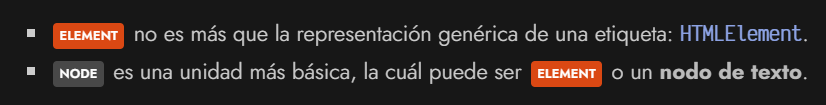 ELEMENT no es más que la representación genérica de una etiqueta: HTMLElement.
NODE es una unidad más básica, la cuál puede ser ELEMENT o un nodo de texto.